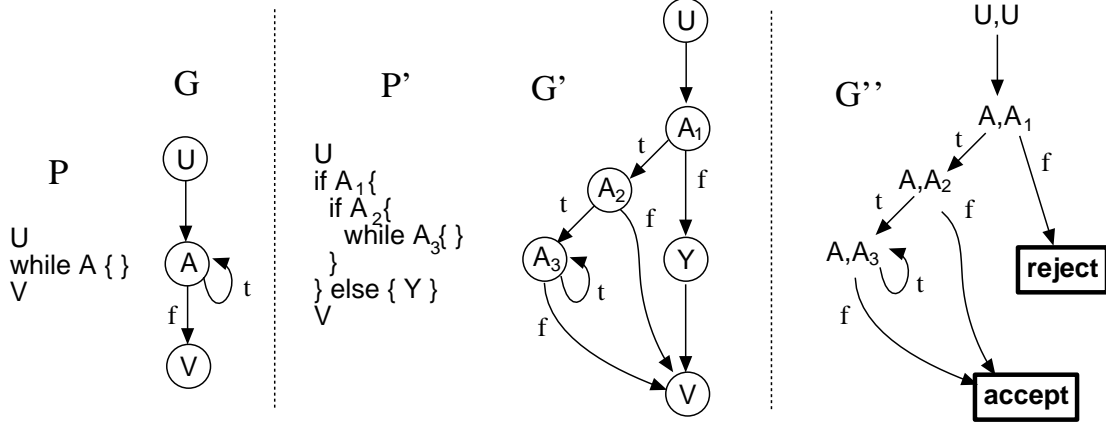 P
U
while A { }
V
G
U
A
t
f
V
P'
U
if A1{
if A2{
while A3{ }
}
} else { Y }
V
G'
U
A1
t
f
A2
t
f
A3
t
Y
f
V
G''
U,U
A,A1
t
f
A,A2
t
f
A,A3
t
reject
f
accept